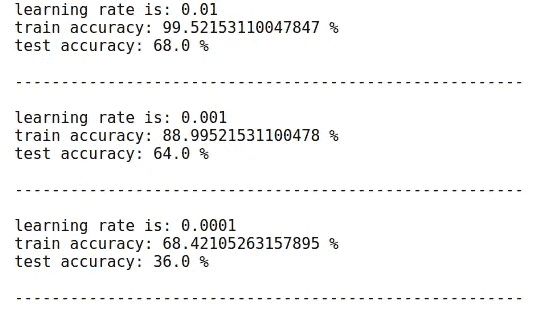 learning rate is: 0.01
train accuracy: 99.52153110047847 %
test accuracy: 68.0 %
-------------------------------------------------------
learning rate is: 0.001
train accuracy: 88.99521531100478 %
test accuracy: 64.0 %
-------------------------------------------------------
learning rate is: 0.0001
train accuracy: 68.42105263157895 %
test accuracy: 36.0 %
-------------------------------------------------------